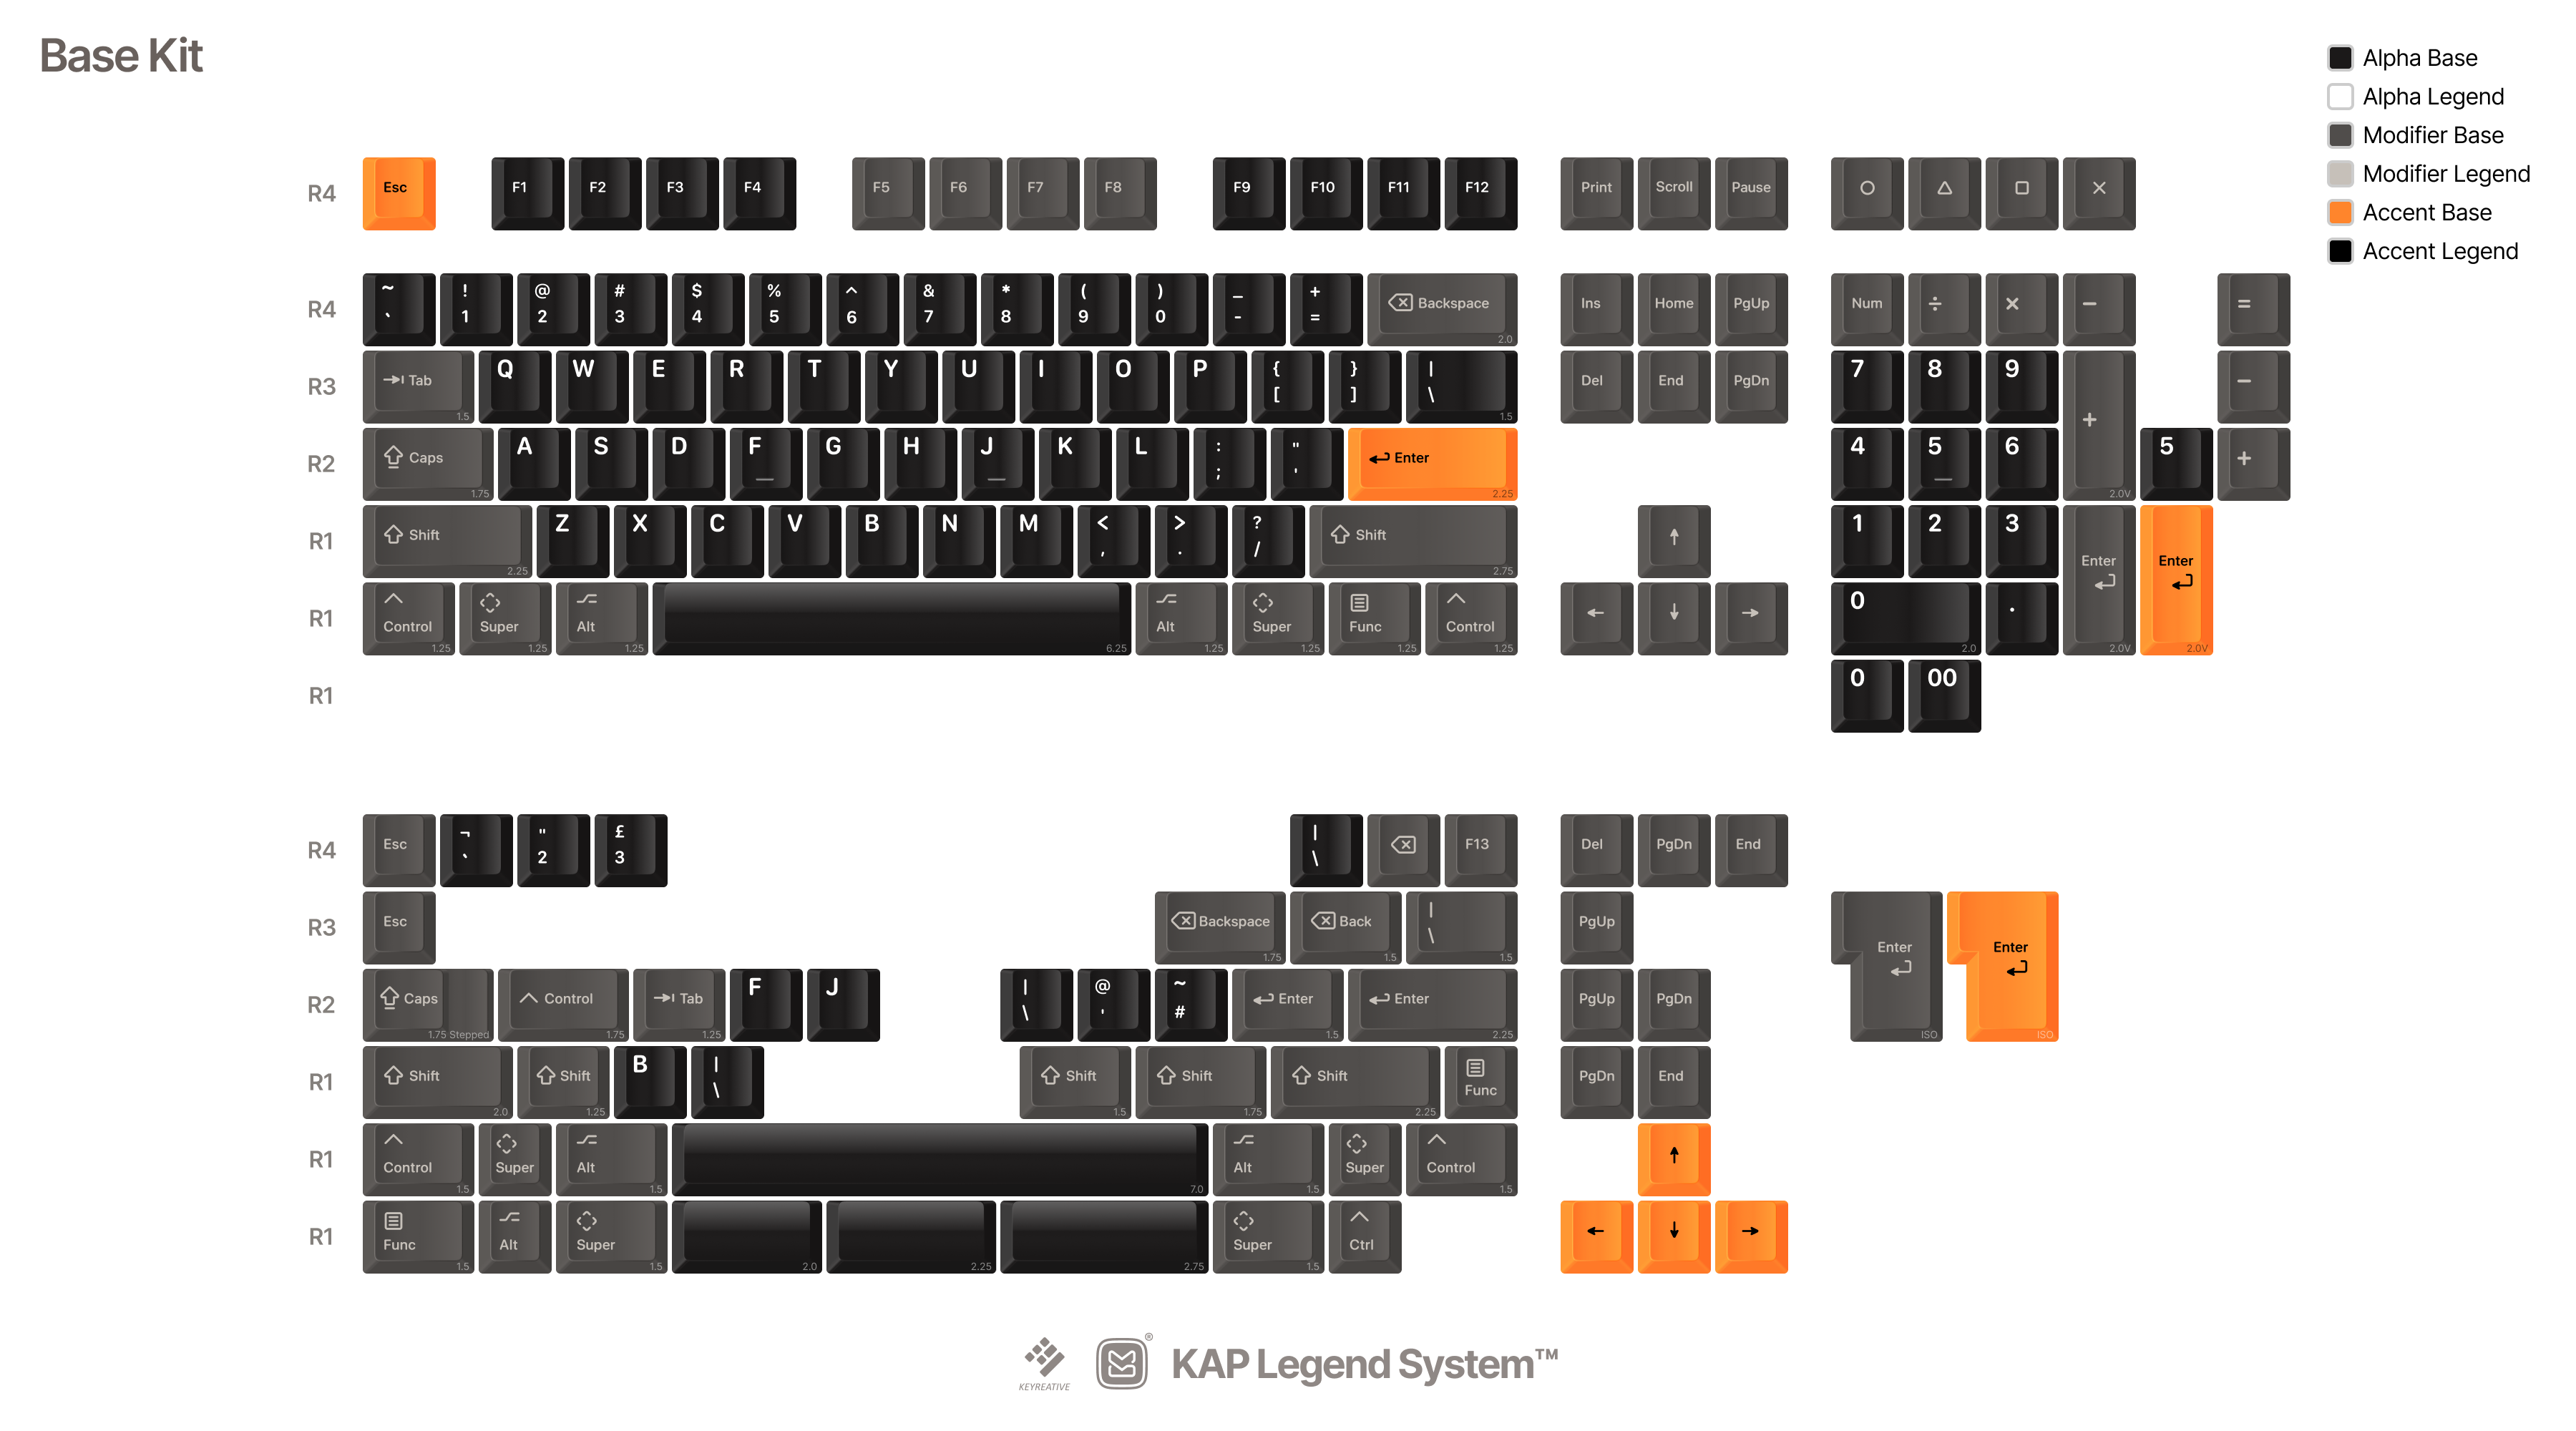 Base Kit
Alpha Base
Alpha Legend
Modifier Base
Modifier Legend
Accent Base
Accent Legend
R4 Esc F1 F2 F3 F4 F5 F6 F7 F8 F9 F10 F11 F12 Print Scroll Pause
~ ! @ # $ % ^ & * ( ) _ +
R4 ` 1 2 3 4 5 6 7 8 9 0 - = Backspace 2.0 Ins Home PgUp Num ÷ × − =
R3 Tab 1.5 Q W E R T Y U I O P { [ } ] | \ 1.5 Del End PgDn 7 8 9 + 2.0V −
R2 Caps 1.75 A S D F G H J K L : ; " ' Enter 2.25 4 5 6 5 +
R1 Shift 2.25 Z X C V B N M < , > . ? / Shift 2.75 ↑ 1 2 3 Enter 2.0V Enter 2.0V
R1 Control 1.25 Super 1.25 Alt 1.25 6.25 Alt 1.25 Super 1.25 Func 1.25 Control 1.25 ← ↓ → 0 2.0 .
R1 0 00
R4 Esc ¬ ` " 2 £ 3 | \ F13 Del PgDn End
R3 Esc Backspace 1.75 Back 1.5 | \ 1.5 PgUp Enter ISO Enter ISO
R2 Caps 1.75 Stepped Control 1.75 Tab 1.25 F J | \ @ ' ~ # Enter 1.5 Enter 2.25 PgUp PgDn
R1 Shift 2.0 Shift 1.25 B | \ Shift 1.5 Shift 1.75 Shift 2.25 Func PgDn End
R1 Control 1.5 Super Alt 1.5 7.0 Alt 1.5 Super Control 1.5 ↑
R1 Func 1.5 Alt Super 1.5 2.0 2.25 2.75 Super 1.5 Ctrl ← ↓ →
KEYREATIVE ® KAP Legend System™